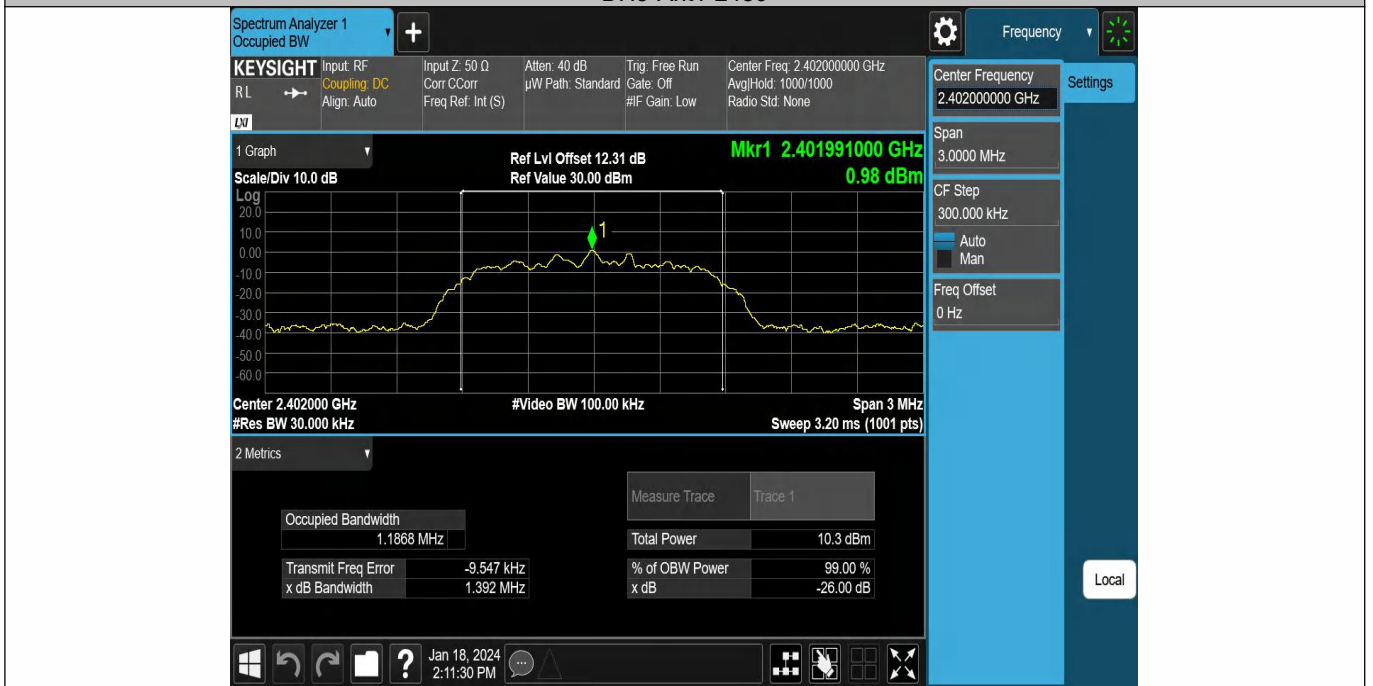 Spectrum Analyzer 1
Occupied BW
+
Frequency
KEYSIGHT
RL
LXI
Input: RF
Coupling: DC
Align: Auto
Input Z: 50 Ω
Corr CCorr
Freq Ref: Int (S)
Atten: 40 dB
µW Path: Standard
Trig: Free Run
Gate: Off
#IF Gain: Low
Center Freq: 2.402000000 GHz
Avg|Hold: 1000/1000
Radio Std: None
Center Frequency
2.402000000 GHz
Settings
Span
3.0000 MHz
CF Step
300.000 kHz
Auto
Man
Freq Offset
0 Hz
Local
1 Graph
Scale/Div 10.0 dB
Ref Lvl Offset 12.31 dB
Ref Value 30.00 dBm
Mkr1 2.401991000 GHz
0.98 dBm
Log
20.0
10.0
0.00
-10.0
-20.0
-30.0
-40.0
-50.0
-60.0
1
Center 2.402000 GHz
#Res BW 30.000 kHz
#Video BW 100.00 kHz
Span 3 MHz
Sweep 3.20 ms (1001 pts)
2 Metrics
Measure Trace Trace 1
Occupied Bandwidth
1.1868 MHz
Total Power 10.3 dBm
Transmit Freq Error -9.547 kHz
% of OBW Power 99.00 %
x dB Bandwidth 1.392 MHz
x dB -26.00 dB
?
Jan 18, 2024
2:11:30 PM